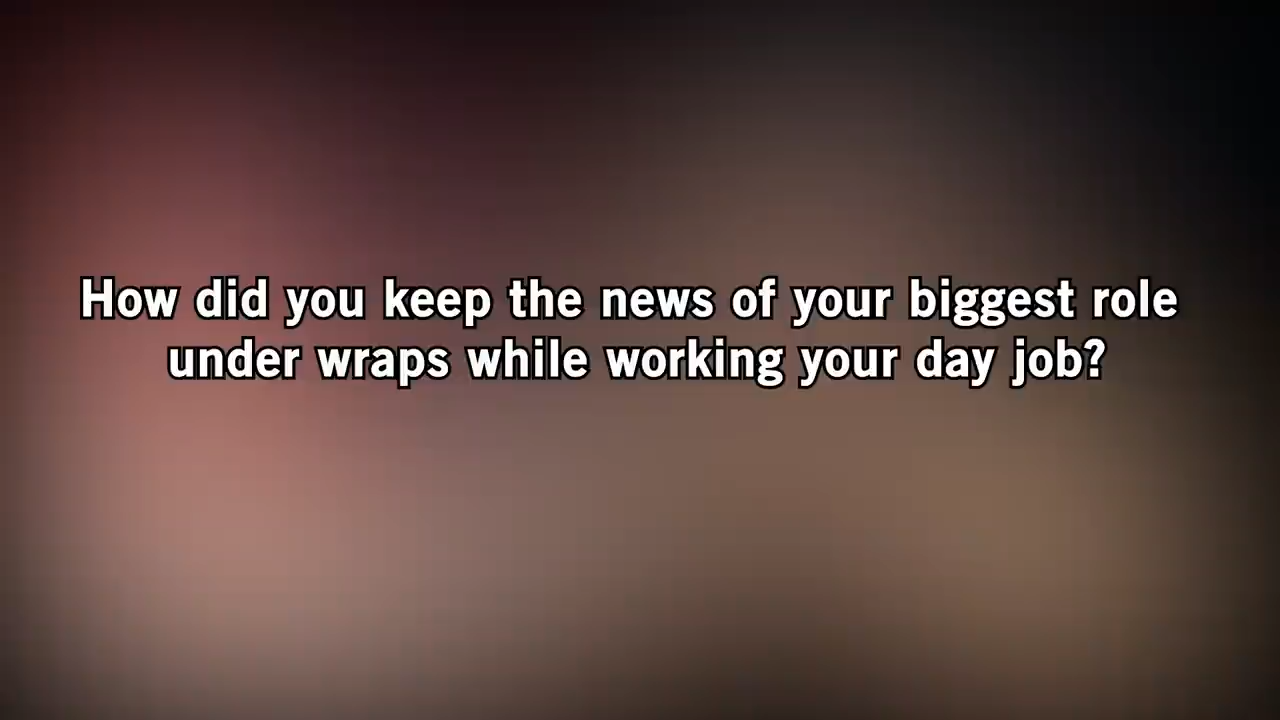 How did you keep the news of your biggest role
under wraps while working your day job?